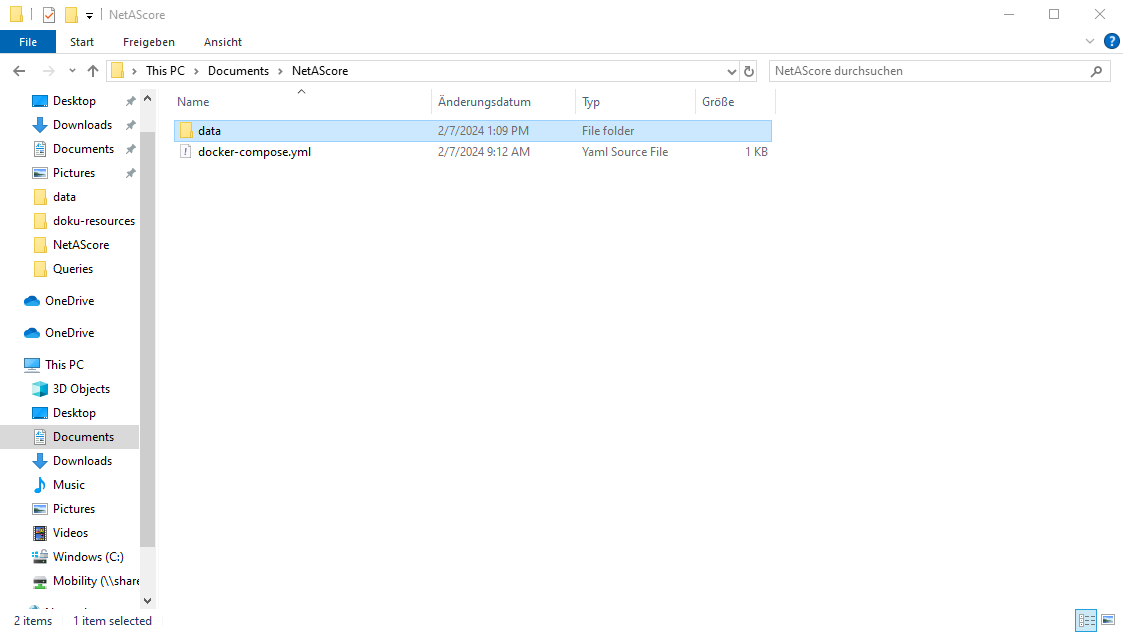 NetAScore
File Start Freigeben Ansicht
?
This PC Documents NetAScore
NetAScore durchsuchen
Name Änderungsdatum Typ Größe
data 2/7/2024 1:09 PM File folder
docker-compose.yml 2/7/2024 9:12 AM Yaml Source File 1 KB
Desktop
Downloads
Documents
Pictures
data
doku-resources
NetAScore
Queries
OneDrive
OneDrive
This PC
3D Objects
Desktop
Documents
Downloads
Music
Pictures
Videos
Windows (C:)
Mobility (\\share
2 items 1 item selected